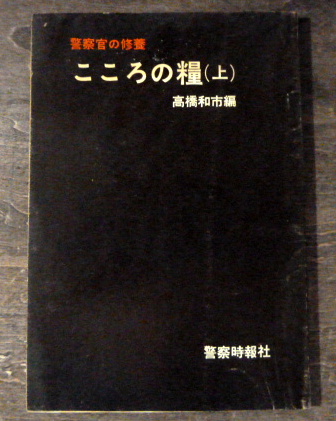 警察官の修養
こころの糧(上)
高橋和市編
警察時報社